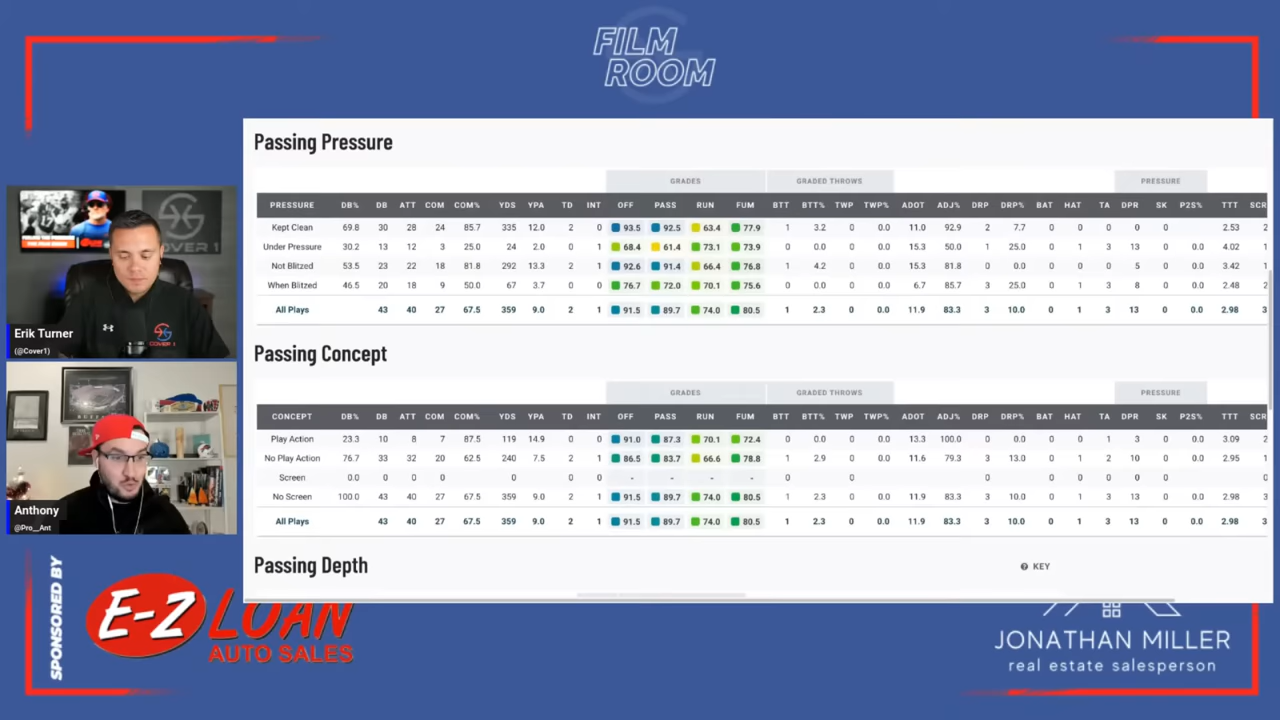 FILM
ROOM
Passing Pressure
GRADES GRADED THROWS PRESSURE
PRESSURE DB% DB ATT COM COM% YDS YPA TD INT OFF PASS RUN FUM BTT BTT% TWP TWP% ADOT ADJ% DRP DRP% BAT HAT TA DPR SK P2S% TTT SCR
Kept Clean 69.8 30 28 24 85.7 335 12.0 2 0 93.5 92.5 63.4 77.9 1 3.2 0 0.0 11.0 92.9 2 7.7 0 0 0 0 0 2.53 2
Under Pressure 30.2 13 12 3 25.0 24 2.0 0 1 68.4 61.4 73.1 73.9 0 0.0 0 0.0 15.3 50.0 1 25.0 0 1 3 13 0 0.0 4.02 1
Not Blitzed 53.5 23 22 18 81.8 292 13.3 2 1 92.6 91.4 66.4 76.8 1 4.2 0 0.0 15.3 81.8 0 0.0 0 0 0 5 0 0.0 3.42 1
When Blitzed 46.5 20 18 9 50.0 67 3.7 0 0 76.7 72.0 70.1 75.6 0 0.0 0 0.0 6.7 85.7 3 25.0 0 1 3 8 0 0.0 2.48 2
All Plays 43 40 27 67.5 359 9.0 2 1 91.5 89.7 74.0 80.5 1 2.3 0 0.0 11.9 83.3 3 10.0 0 1 3 13 0 0.0 2.98 3
Passing Concept
GRADES GRADED THROWS PRESSURE
CONCEPT DB% DB ATT COM COM% YDS YPA TD INT OFF PASS RUN FUM BTT BTT% TWP TWP% ADOT ADJ% DRP DRP% BAT HAT TA DPR SK P2S% TTT SCR
Play Action 23.3 10 8 7 87.5 119 14.9 0 0 91.0 87.3 70.1 72.4 0 0.0 0 0.0 13.3 100.0 0 0.0 0 0 1 3 0 0.0 3.09 2
No Play Action 76.7 33 32 20 62.5 240 7.5 2 1 86.5 83.7 66.6 78.8 1 2.9 0 0.0 11.6 79.3 3 13.0 0 1 2 10 0 0.0 2.95 1
Screen 0.0 0 0 0 0 0 0 - - - - 0 0 0 0 0 0 0 0
No Screen 100.0 43 40 27 67.5 359 9.0 2 1 91.5 89.7 74.0 80.5 1 2.3 0 0.0 11.9 83.3 3 10.0 0 1 3 13 0 0.0 2.98 3
All Plays 43 40 27 67.5 359 9.0 2 1 91.5 89.7 74.0 80.5 1 2.3 0 0.0 11.9 83.3 3 10.0 0 1 3 13 0 0.0 2.98 3
Passing Depth
KEY
COVER 1
Erik Turner
(@Cover1)
Anthony
@Pro__Ant
SPONSORED BY
E-Z LOAN
AUTO SALES
JONATHAN MILLER
real estate salesperson